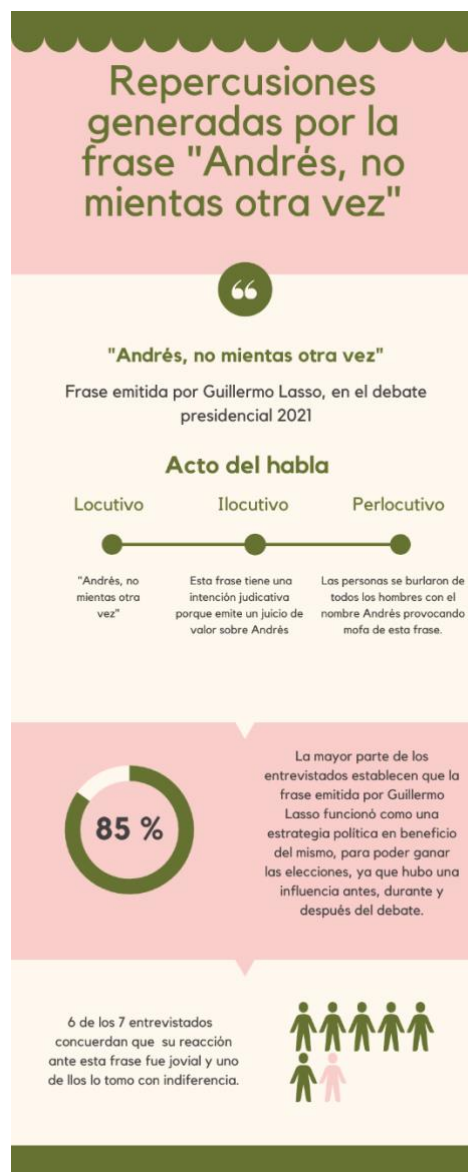 Repercusiones
generadas por la
frase "Andrés, no
mientas otra vez"
"Andrés, no mientas otra vez"
Frase emitida por Guillermo Lasso, en el debate
presidencial 2021
Acto del habla
Locutivo
Ilocutivo
Perlocutivo
"Andrés, no
mientas otra
vez"
Esta frase tiene una
intención judicativa
porque emite un juicio de
valor sobre Andrés
Las personas se burlaron de
todos los hombres con el
nombre Andrés provocando
mofa de esta frase.
85 %
La mayor parte de los
entrevistados establecen que la
frase emitida por Guillermo
Lasso funcionó como una
estrategia política en beneficio
del mismo, para poder ganar
las elecciones, ya que hubo una
influencia antes, durante y
después del debate.
6 de los 7 entrevistados
concuerdan que su reacción
ante esta frase fue jovial y uno
de llos lo tomo con indiferencia.